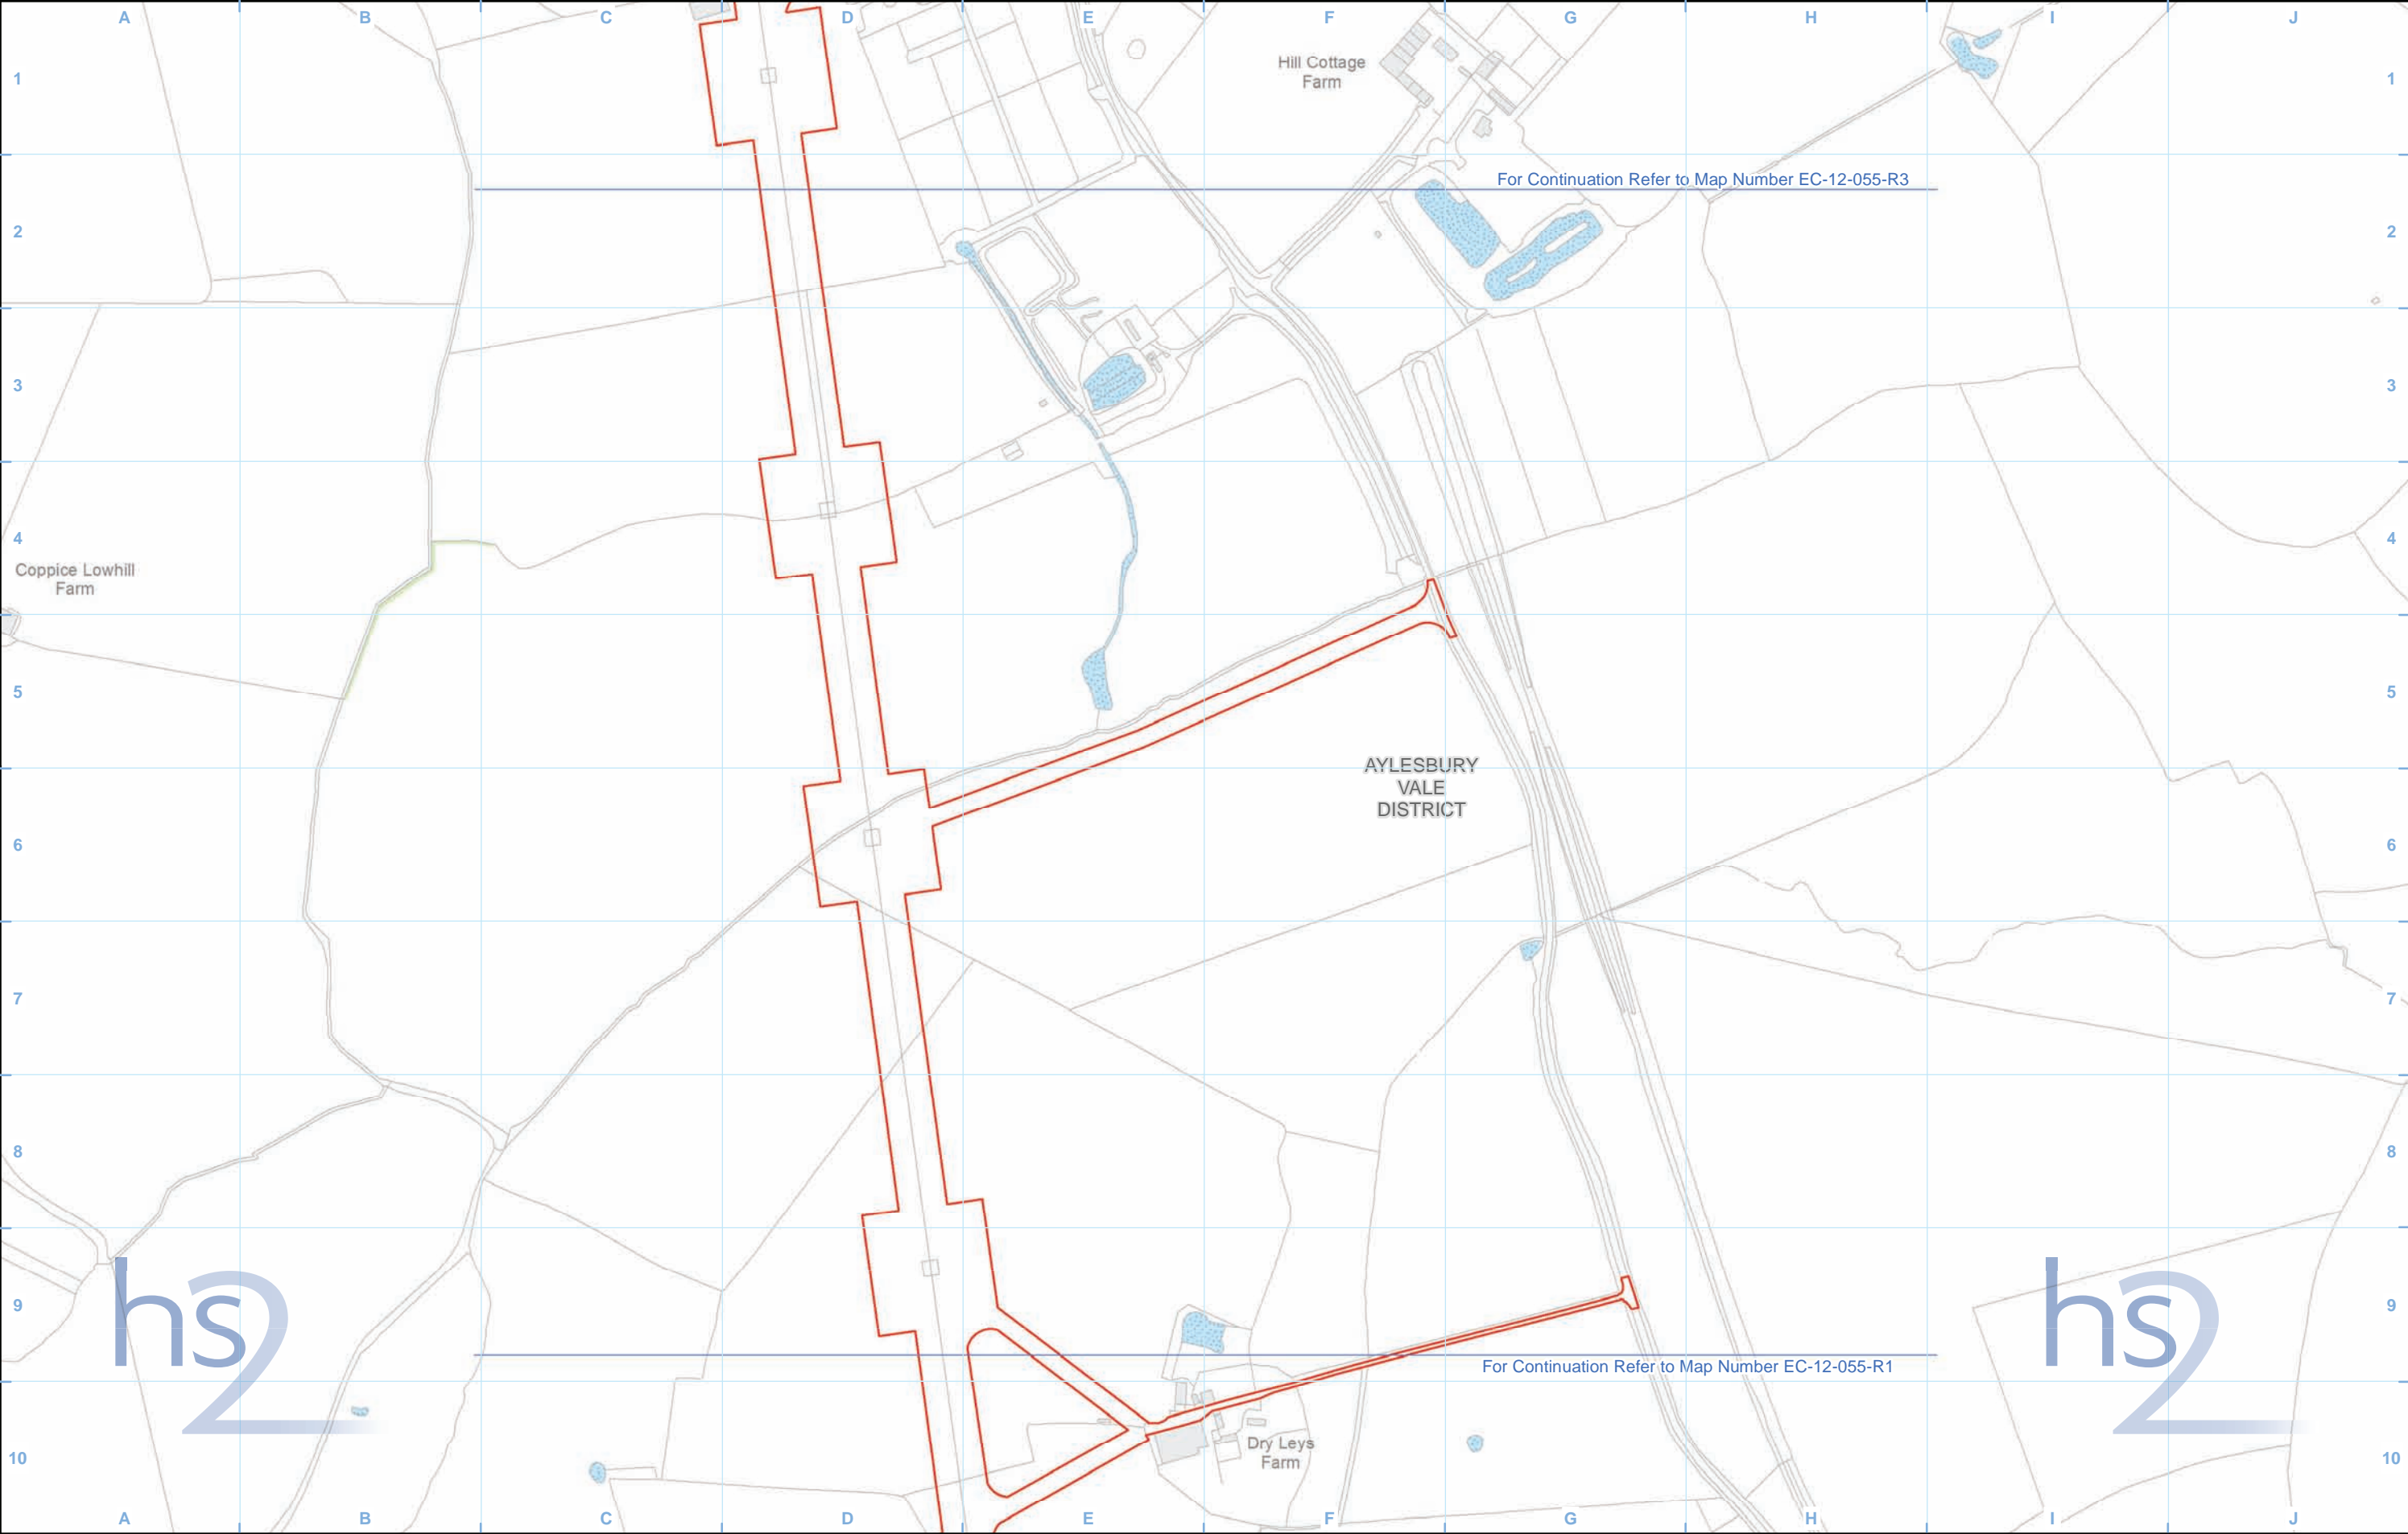 A B C D E F G H I J
1 Hill Cottage 1
Farm
For Continuation Refer to Map Number EC-12-055-R3
2 2
3 3
4 4
Coppice Lowhill
Farm
5 5
AYLESBURY
VALE
DISTRICT
6 6
7 7
8 8
9 9
hs2 hs2
For Continuation Refer to Map Number EC-12-055-R1
Dry Leys
Farm
10 10
A B C D E F G H I J